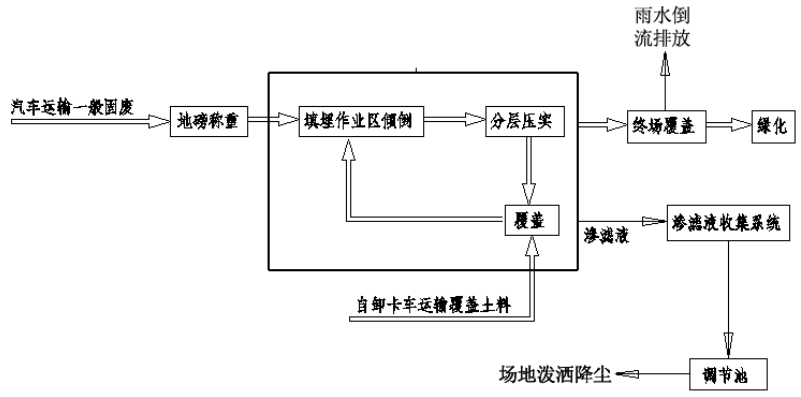 雨水倒
流排放
汽车运输一般固废
地磅称重
填埋作业区倾倒
分层压实
终场覆盖
绿化
覆盖
渗滤液
渗滤液收集系统
自卸卡车运输覆盖土料
场地泼洒降尘
调节池